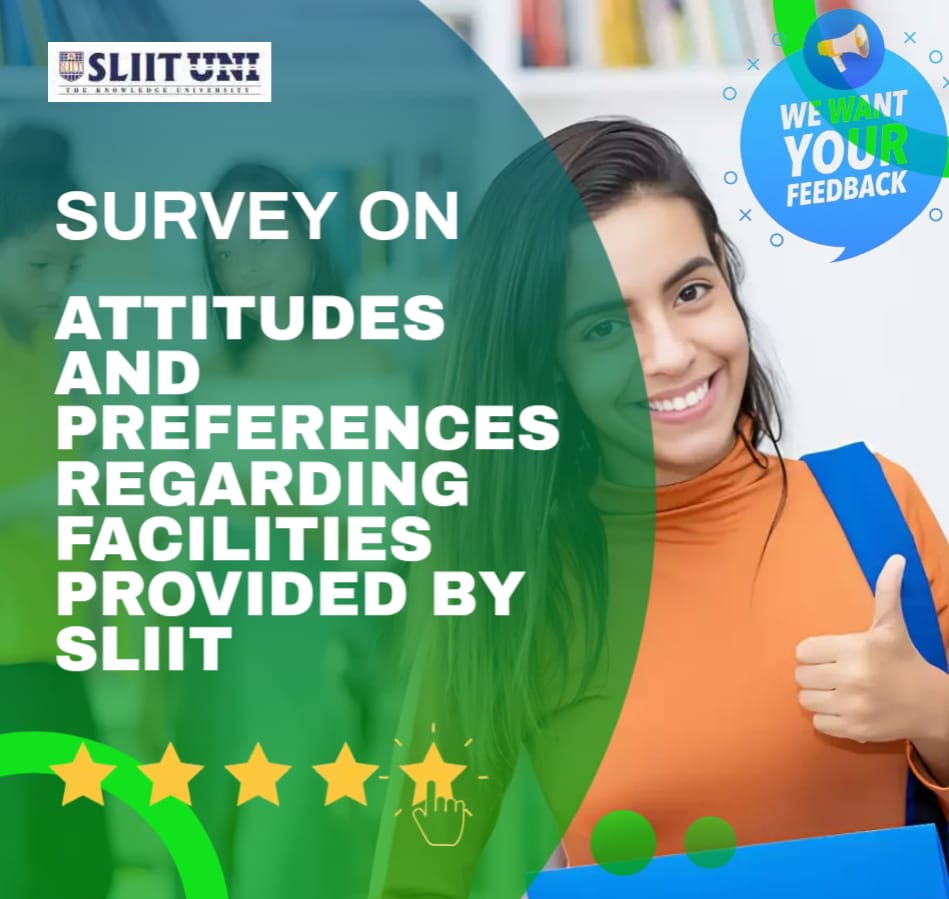 SLIIT UNI
THE KNOWLEDGE UNIVERSITY
WE WANT
YOUR
FEEDBACK
SURVEY ON
ATTITUDES
AND
PREFERENCES
REGARDING
FACILITIES
PROVIDED BY
SLIIT